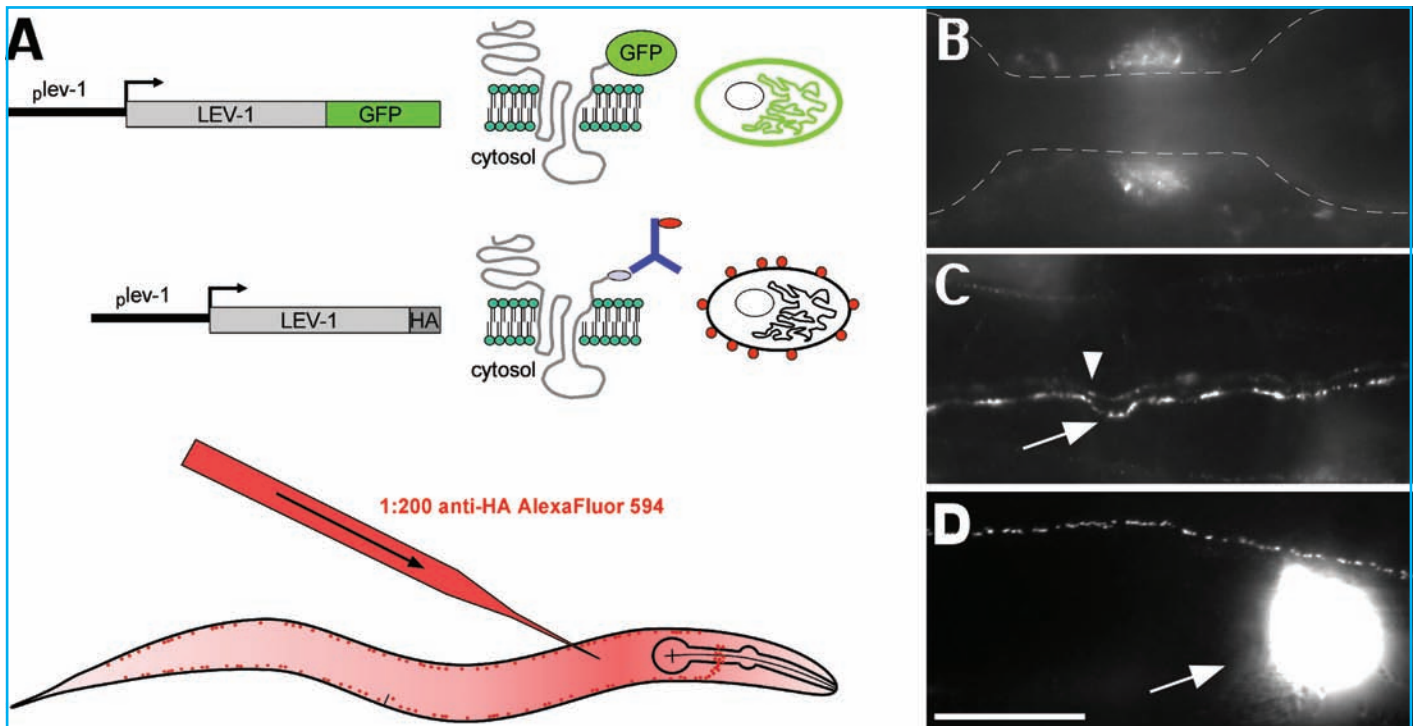 A
plev-1
LEV-1
GFP
GFP
cytosol
plev-1
LEV-1
HA
cytosol
1:200 anti-HA AlexaFluor 594
B
C
D